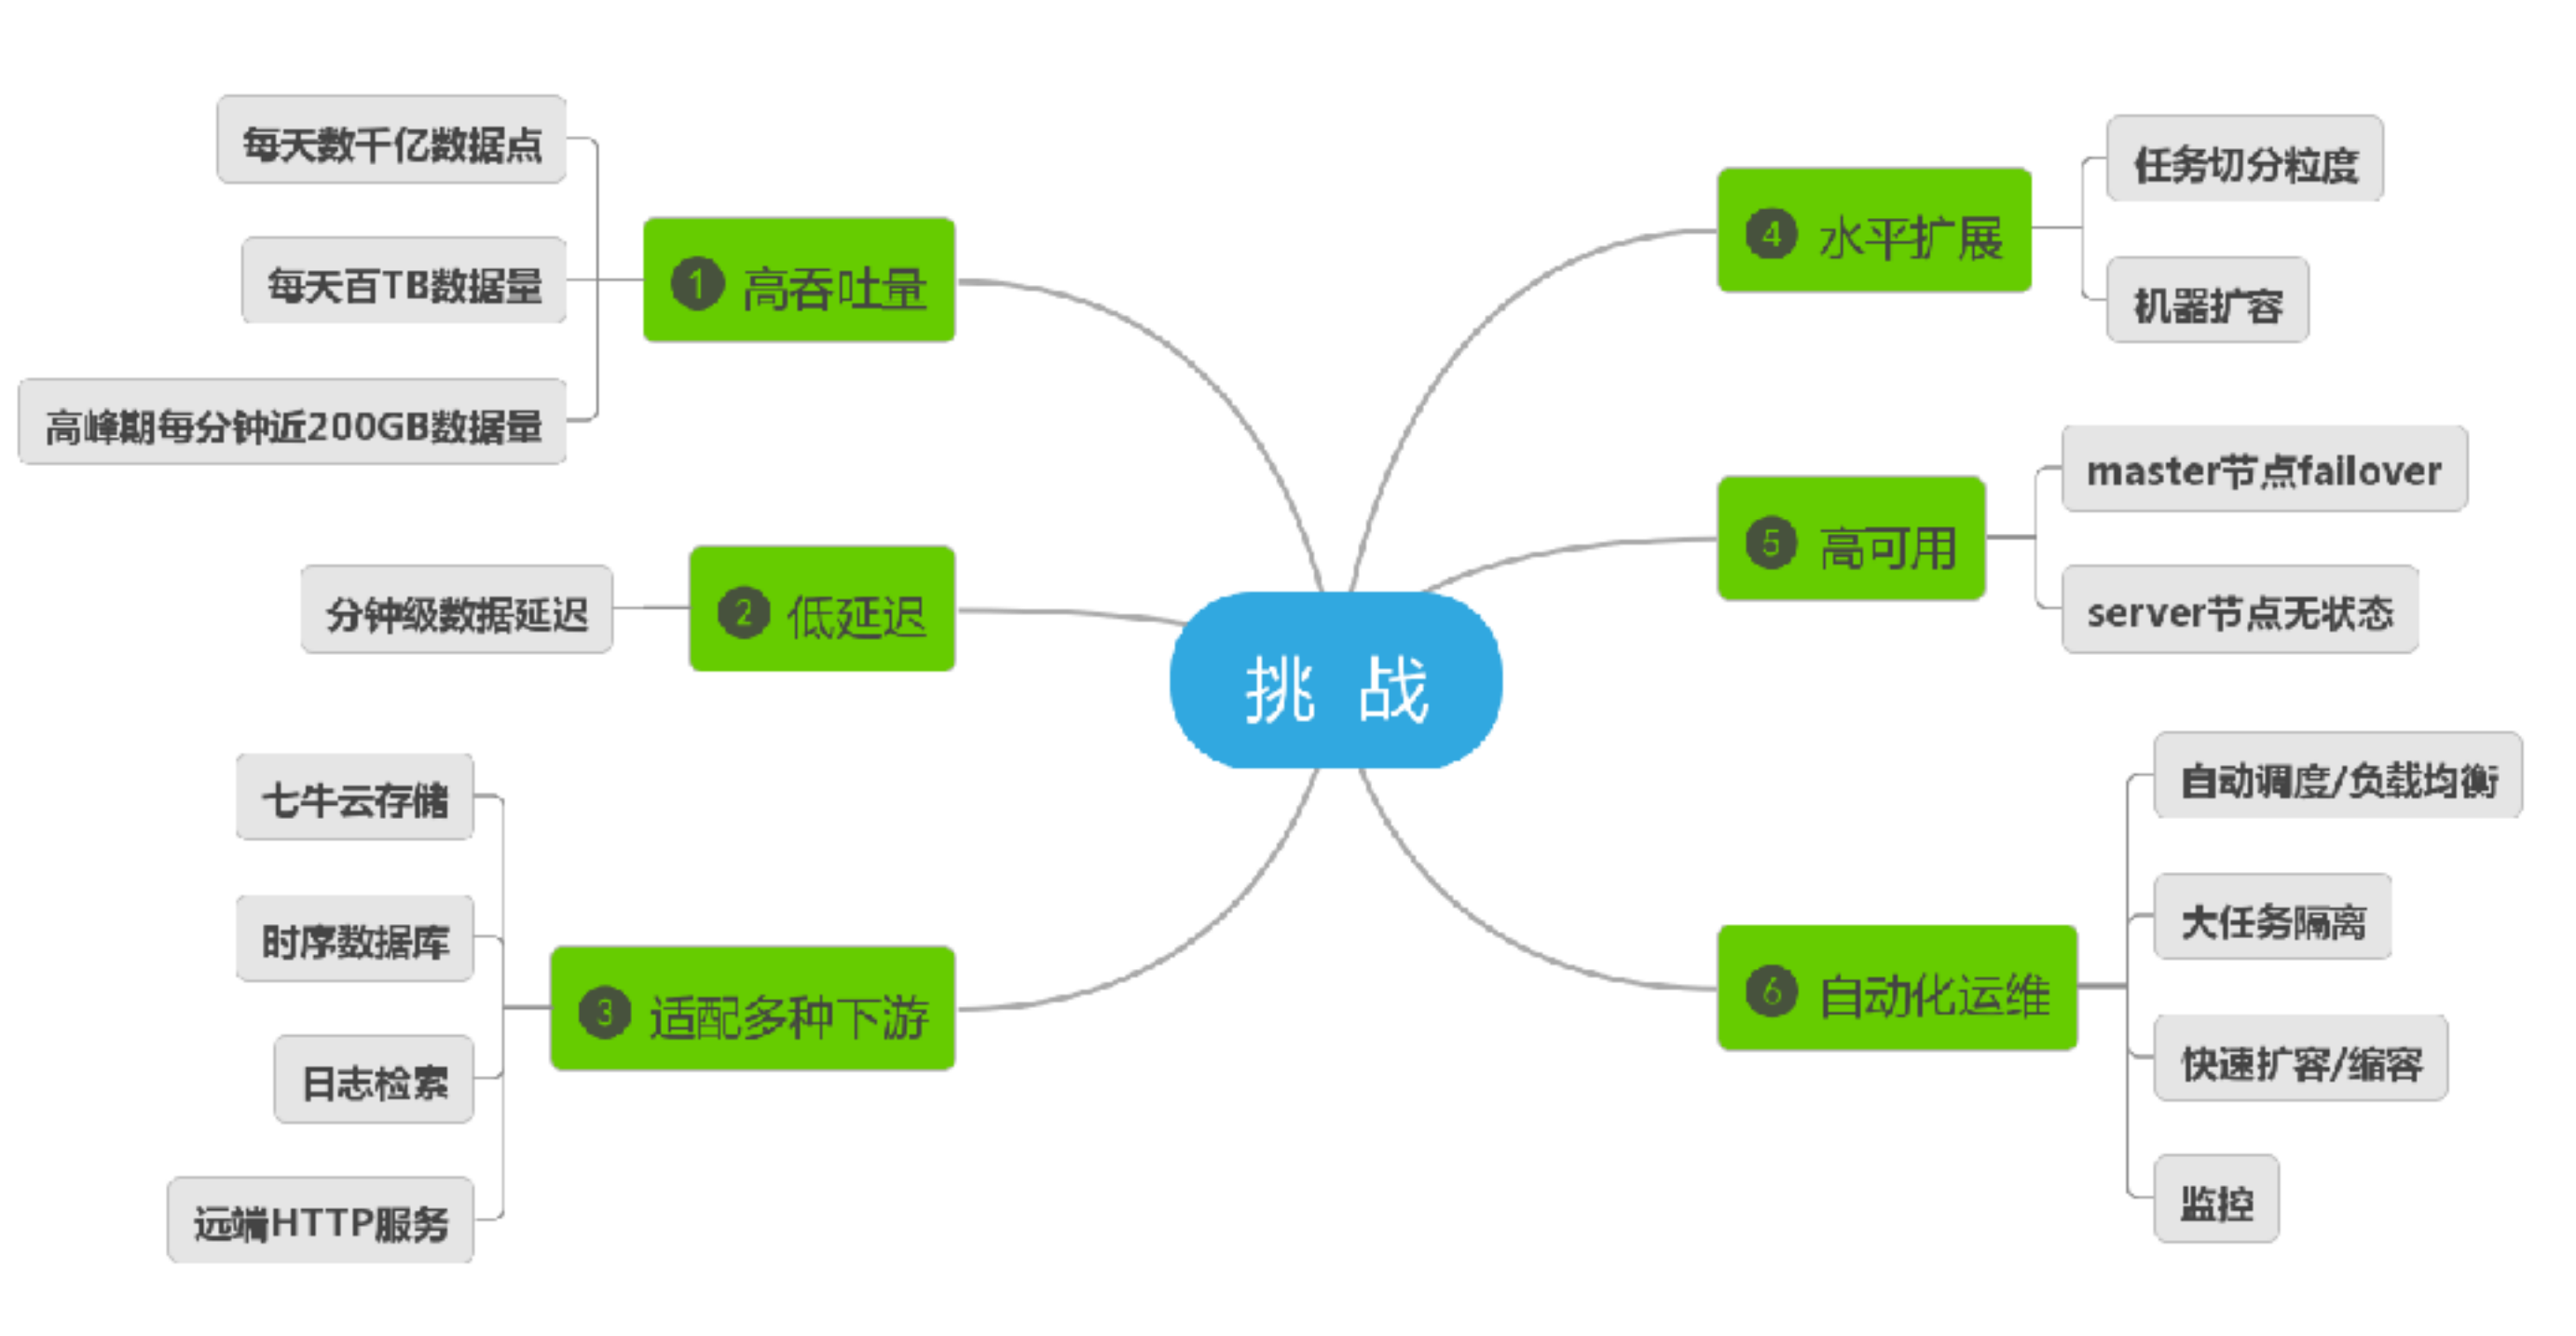 挑 战
1 高吞吐量
每天数千亿数据点
每天百TB数据量
高峰期每分钟近200GB数据量
2 低延迟
分钟级数据延迟
3 适配多种下游
七牛云存储
时序数据库
日志检索
远端HTTP服务
4 水平扩展
任务切分粒度
机器扩容
5 高可用
master节点failover
server节点无状态
6 自动化运维
自动调度/负载均衡
大任务隔离
快速扩容/缩容
监控